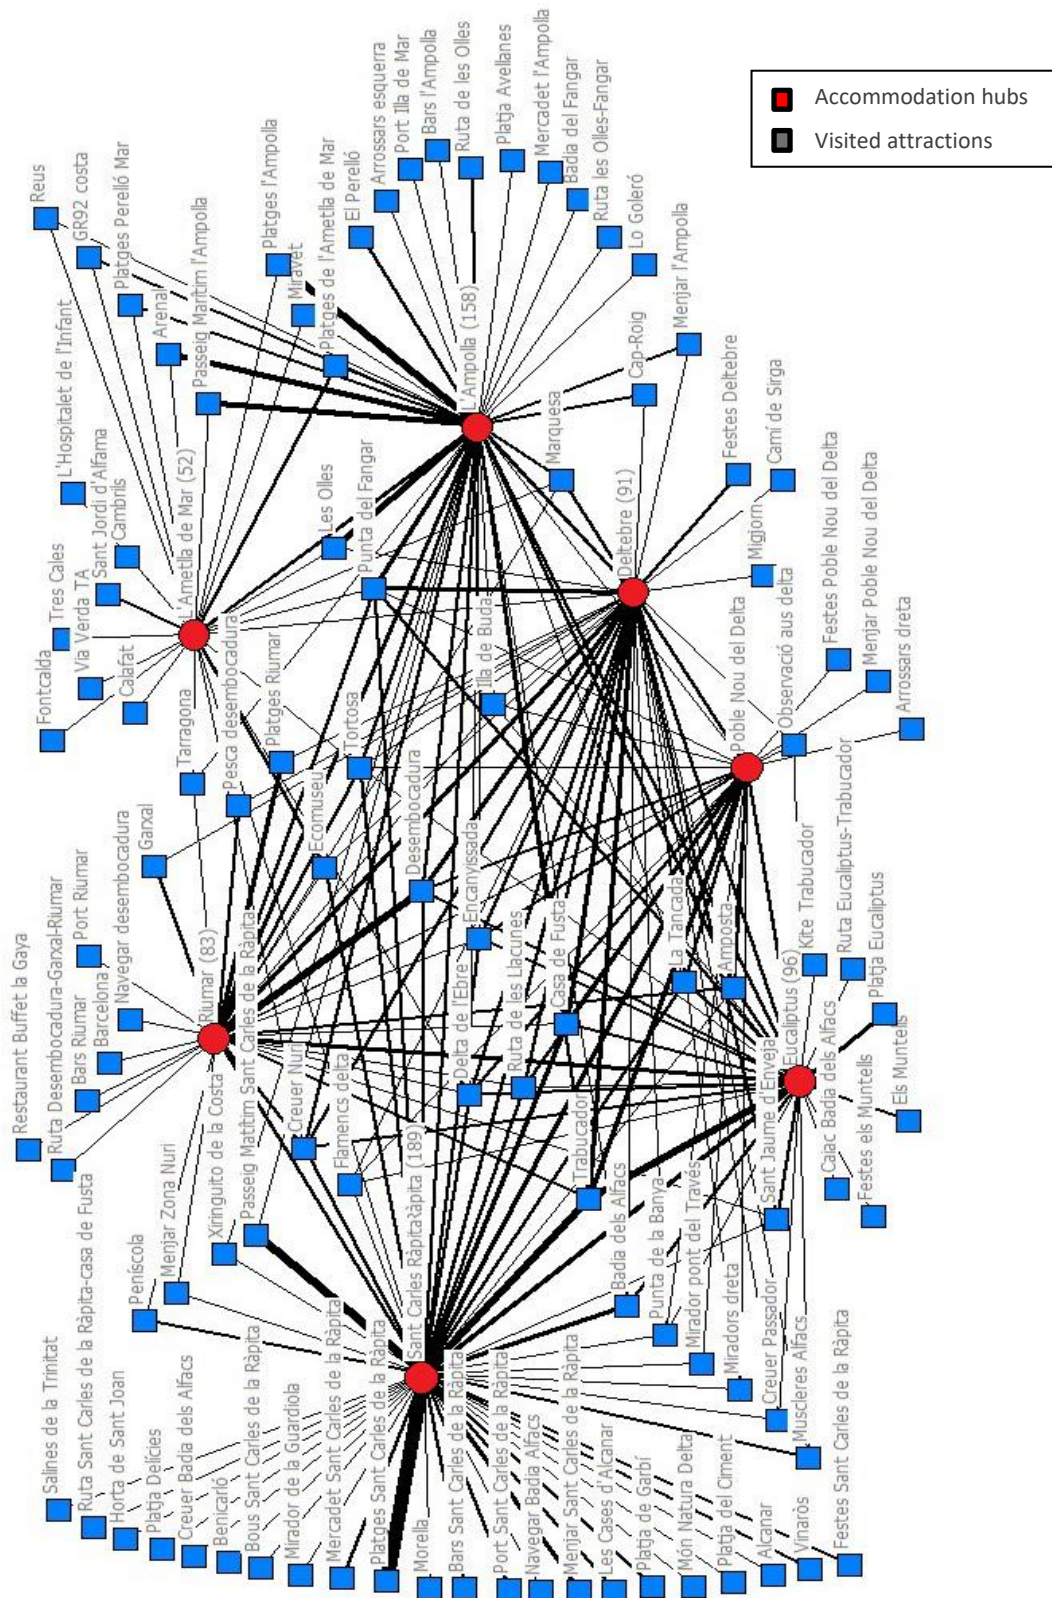 Accommodation hubs
Visited attractions
Reus
GR92 costa
Platges Perelló Mar
Arenal
Passeig Marítim l'Ampolla
Platges l'Ampolla
Miravet
Platges de l'Ametlla de Mar
El Perelló
Arrossars esquerra
Port Illa de Mar
Bars l'Ampolla
Ruta de les Olles
Platja Avellanes
Mercadet l'Ampolla
Badia del Fangar
Ruta les Olles-Fangar
Lo Goleró
Menjar l'Ampolla
Cap-Roig
L'Ampolla (158)
Marquesa
L'Hospitalet de l'Infant
Sant Jordi d'Alfama
Cambrils
L'Ametlla de Mar (52)
Les Olles
Punta del Fangar
Deltebre (91)
Festes Deltebre
Camí de Sirga
Migjorn
Tres Cales
Via Verda TA
Fontcalda
Calafat
Tarragona
Pesca desembocadura
Platges Riumar
Tortosa
Illa de Buda
Poble Nou del Delta
Observació aus delta
Festes Poble Nou del Delta
Menjar Poble Nou del Delta
Arrossars dreta
Garxal
Ecomuseu
Desembocadura
Encanyissada
Casa de Fusta
La Tancada
Amposta
Kite Trabucador
Ruta Eucaliptus-Trabucador
Platja Eucaliptus
Els Muntells
Restaurant Buffet la Gaya
Ruta Desembocadura-Garxal-Riumar
Bars Riumar
Barcelona
Navegar desembocadura
Port Riumar
Riumar (83)
Delta de l'Ebre
Ruta de les Llacunes
Eucaliptus (96)
Sant Jaume d'Enveja
Caiac Badia dels Alfacs
Festes els Muntells
Trabucador
Creuer Nuri
Flamencs delta
Passeig Matítim Sant Carles de la Ràpita
Xiringuito de la Costa
Menjar Zona Nuri
Peníscola
Sant Carles Ràpitatàpita (189)
Badia dels Alfacs
Punta de la Banya
Mirador pont del Través
Miradors dreta
Creuer Passador
Muscleres Alfacs
Salines de la Trinitat
Ruta Sant Carles de la Ràpita-casa de Fusta
Horta de Sant Joan
Platja Delícies
Creuer Badia dels Alfacs
Benicarló
Bous Sant Carles de la Ràpita
Mirador de la Guardiola
Mercadet Sant Carles de la Ràpita
Platges Sant Carles de la Ràpita
Morella
Bars Sant Carles de la Ràpita
Port Sant Carles de la Ràpita
Navegar Badia Alfacs
Menjar Sant Carles de la Ràpita
Les Cases d'Alcanar
Platja de Garbí
Món Natura Delta
Platja del Ciment
Alcanar
Vinaròs
Festes Sant Carles de la Ràpita